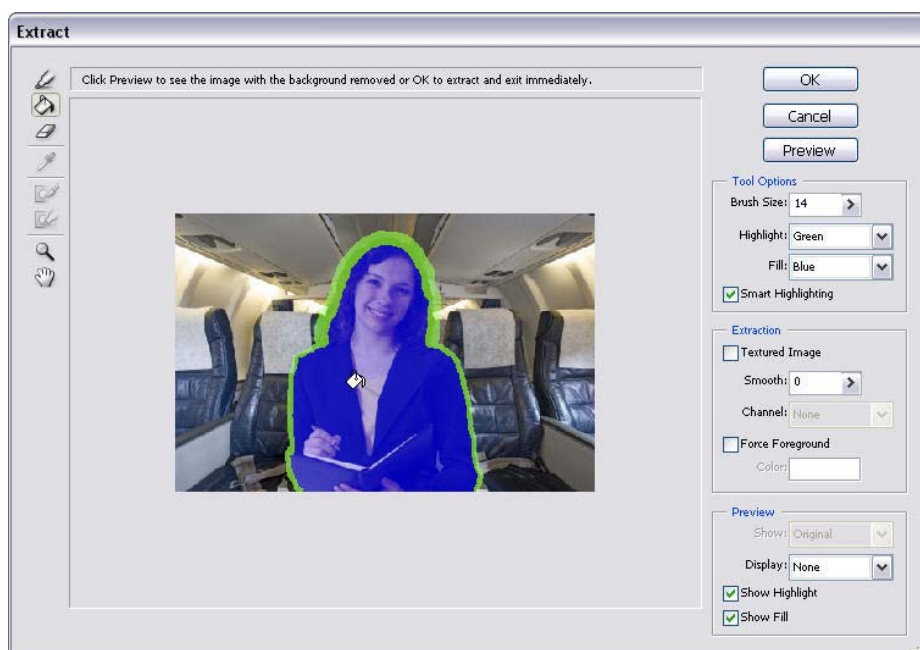 Extract
Click Preview to see the image with the background removed or OK to extract and exit immediately.
OK
Cancel
Preview
Tool Options
Brush Size: 14
Highlight: Green
Fill: Blue
Smart Highlighting
Extraction
Textured Image
Smooth: 0
Channel: None
Force Foreground
Color:
Preview
Show: Original
Display: None
Show Highlight
Show Fill